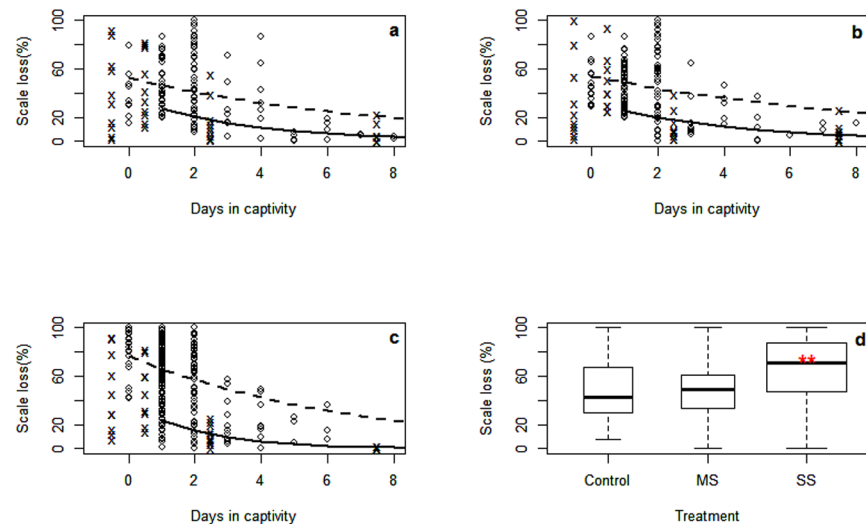 a
Scale loss(%)
100
60
20
0
0 2 4 6 8
Days in captivity
b
Scale loss(%)
100
60
20
0
0 2 4 6 8
Days in captivity
c
Scale loss(%)
100
60
20
0
0 2 4 6 8
Days in captivity
d
Scale loss (%)
100
60
20
0
**
Control MS SS
Treatment